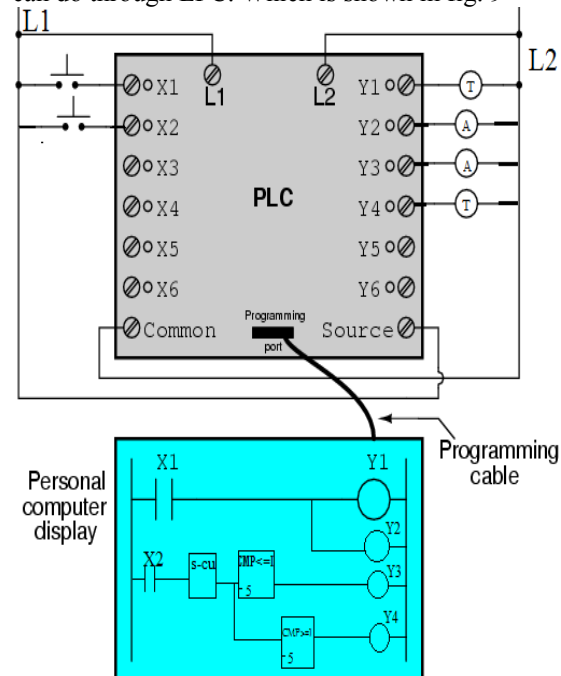 can do through LPC. Which is shown in fig. 9
L1
L2
L1 L2
X1 Y1 T
X2 Y2 A
X3 Y3 A
X4 PLC Y4 T
X5 Y5
X6 Y6
Common Programming port Source
Programming cable
Personal computer display
X1 Y1
Y2
X2 s-cu CMP<=I Y3
- 5
Y4
CMP>=I
-5